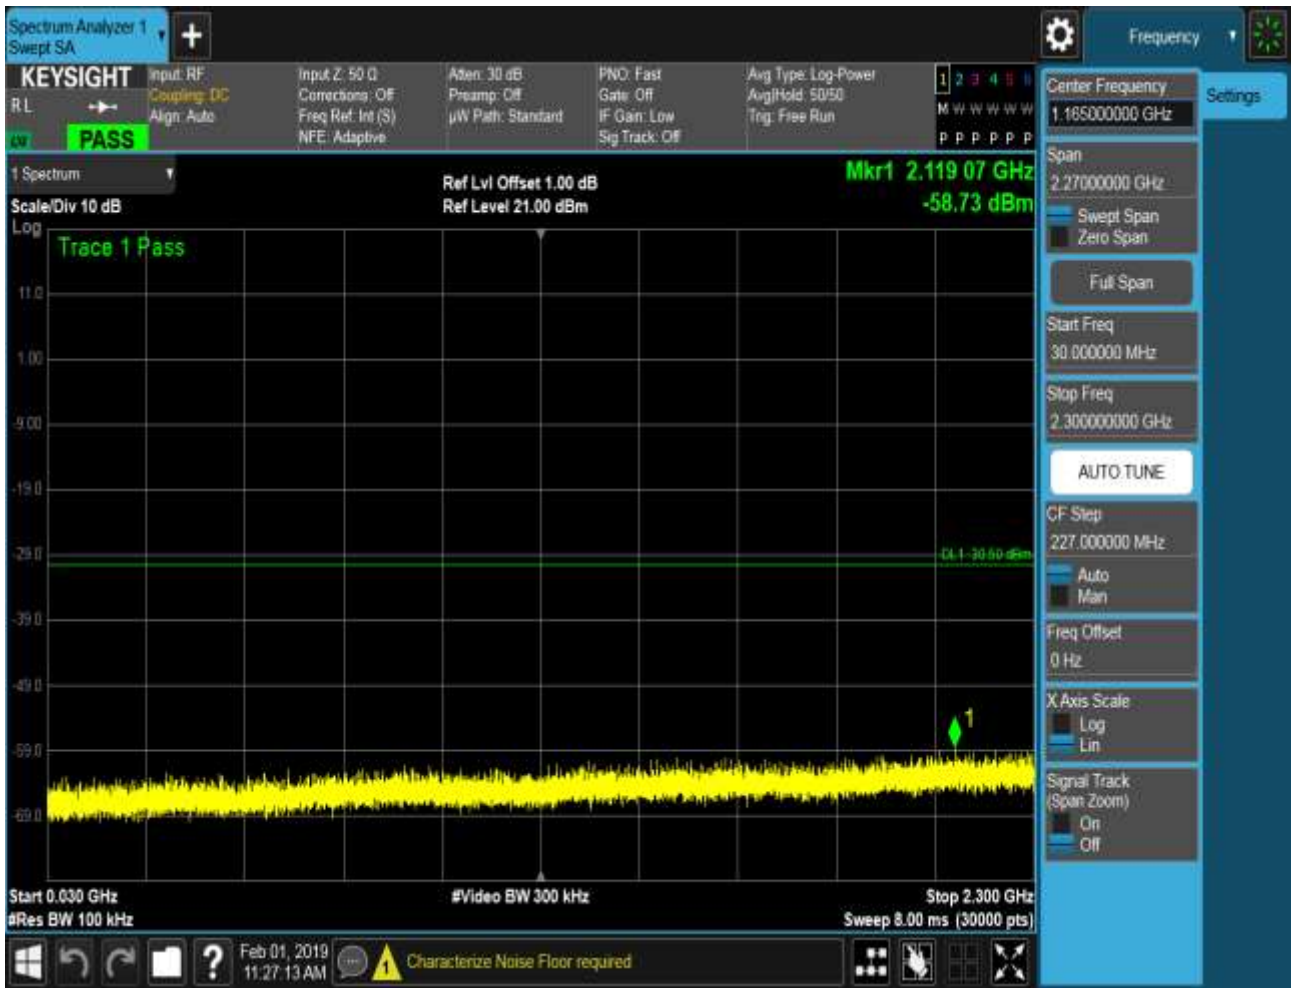 Spectrum Analyzer 1
Swept SA
+
Frequency
KEYSIGHT
R L
PASS
Input: RF
Coupling: DC
Align: Auto
Input Z: 50 Ω
Corrections: Off
Freq Ref: Int (S)
NFE: Adaptive
Atten: 30 dB
Preamp: Off
µW Path: Standard
PNO: Fast
Gate: Off
IF Gain: Low
Sig Track: Off
Avg Type: Log-Power
Avg|Hold: 50/50
Trig: Free Run
1 2 3 4 5 6
M W W W W W
P P P P P P
1 Spectrum
Scale/Div 10 dB
Log
Ref Lvl Offset 1.00 dB
Ref Level 21.00 dBm
Mkr1 2.119 07 GHz
-58.73 dBm
Trace 1 Pass
11.0
1.00
-9.00
-19.0
-29.0
DL1 -30.50 dBm
-39.0
-49.0
1
-59.0
-69.0
Start 0.030 GHz
#Res BW 100 kHz
#Video BW 300 kHz
Stop 2.300 GHz
Sweep 8.00 ms (30000 pts)
?
Feb 01, 2019
11:27:13 AM
Characterize Noise Floor required
Center Frequency
1.165000000 GHz
Settings
Span
2.27000000 GHz
Swept Span
Zero Span
Full Span
Start Freq
30.000000 MHz
Stop Freq
2.300000000 GHz
AUTO TUNE
CF Step
227.000000 MHz
Auto
Man
Freq Offset
0 Hz
X Axis Scale
Log
Lin
Signal Track
(Span Zoom)
On
Off